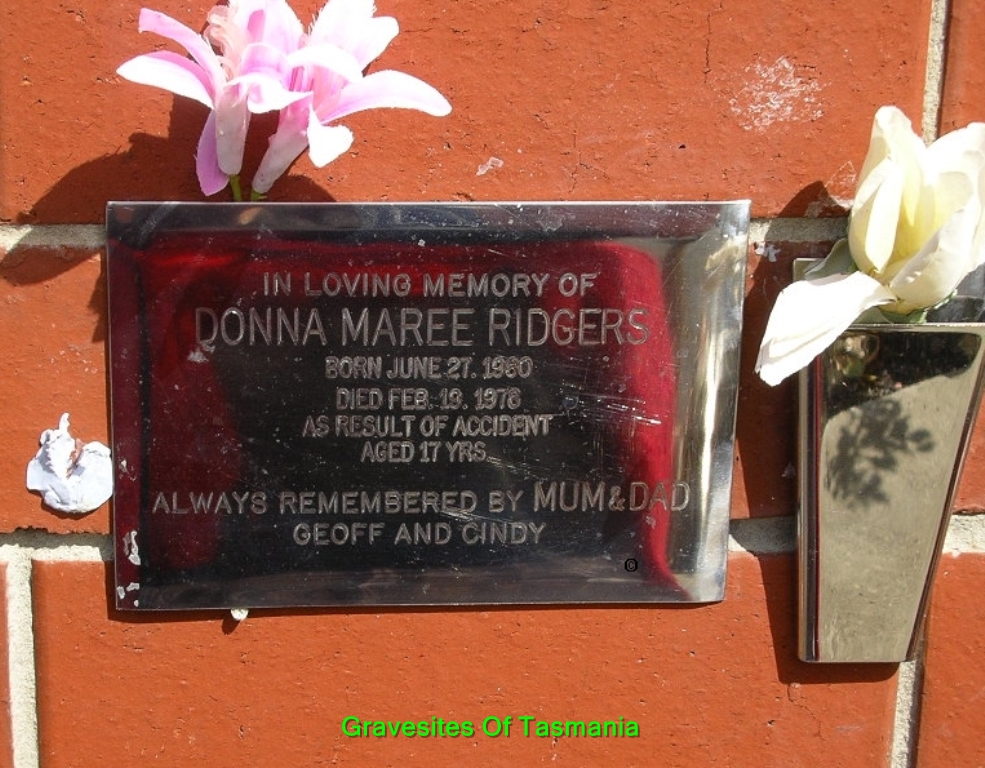 IN LOVING MEMORY OF
DONNA MAREE RIDGERS
BORN JUNE 27. 1960
DIED FEB. 19. 1978
AS RESULT OF ACCIDENT
AGED 17 YRS.
ALWAYS REMEMBERED BY MUM & DAD
GEOFF AND CINDY
©
Gravesites Of Tasmania